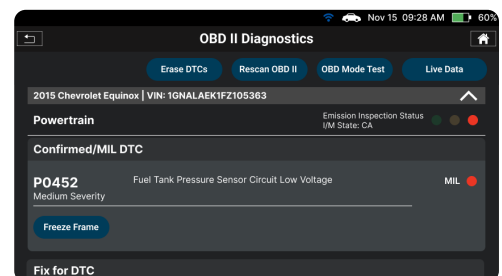 Nov 15 09:28 AM 60%
OBD II Diagnostics
Erase DTCs Rescan OBD II OBD Mode Test Live Data
2015 Chevrolet Equinox | VIN: 1GNALAEK1FZ105363
Powertrain
Emission Inspection Status
I/M State: CA
Confirmed/MIL DTC
P0452 Fuel Tank Pressure Sensor Circuit Low Voltage MIL
Medium Severity
Freeze Frame
Fix for DTC